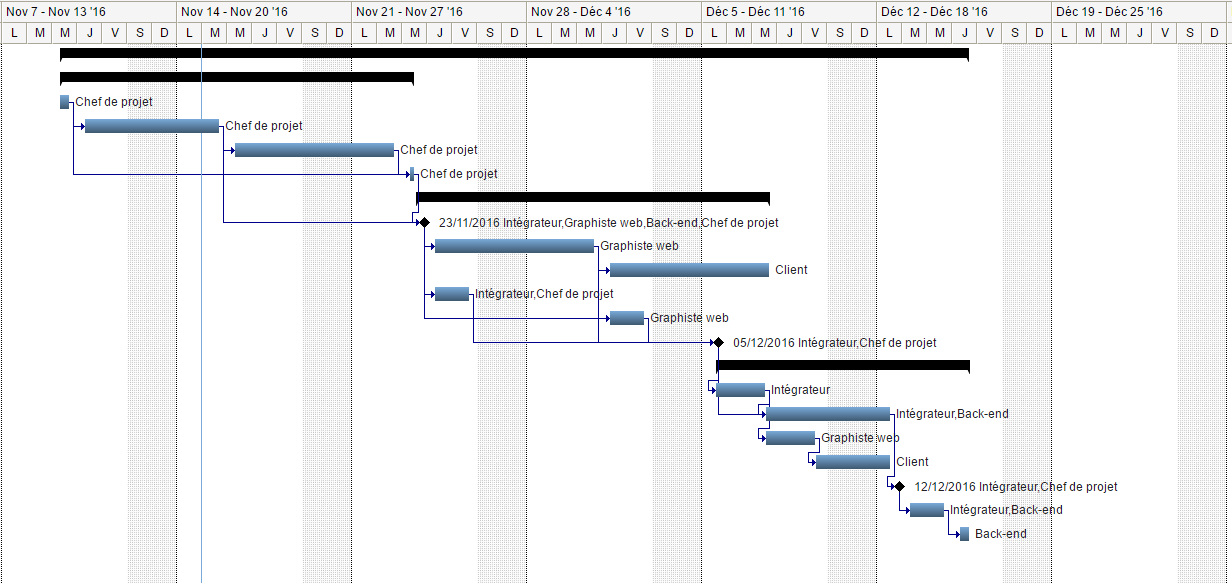 Nov 7 - Nov 13 '16 Nov 14 - Nov 20 '16 Nov 21 - Nov 27 '16 Nov 28 - Déc 4 '16 Déc 5 - Déc 11 '16 Déc 12 - Déc 18 '16 Déc 19 - Déc 25 '16
L M M J V S D L M M J V S D L M M J V S D L M M J V S D L M M J V S D L M M J V S D L M M J V S D
Chef de projet
Chef de projet
Chef de projet
Chef de projet
23/11/2016 Intégrateur,Graphiste web,Back-end,Chef de projet
Graphiste web
Client
Intégrateur,Chef de projet
Graphiste web
05/12/2016 Intégrateur,Chef de projet
Intégrateur
Intégrateur,Back-end
Graphiste web
Client
12/12/2016 Intégrateur,Chef de projet
Intégrateur,Back-end
Back-end